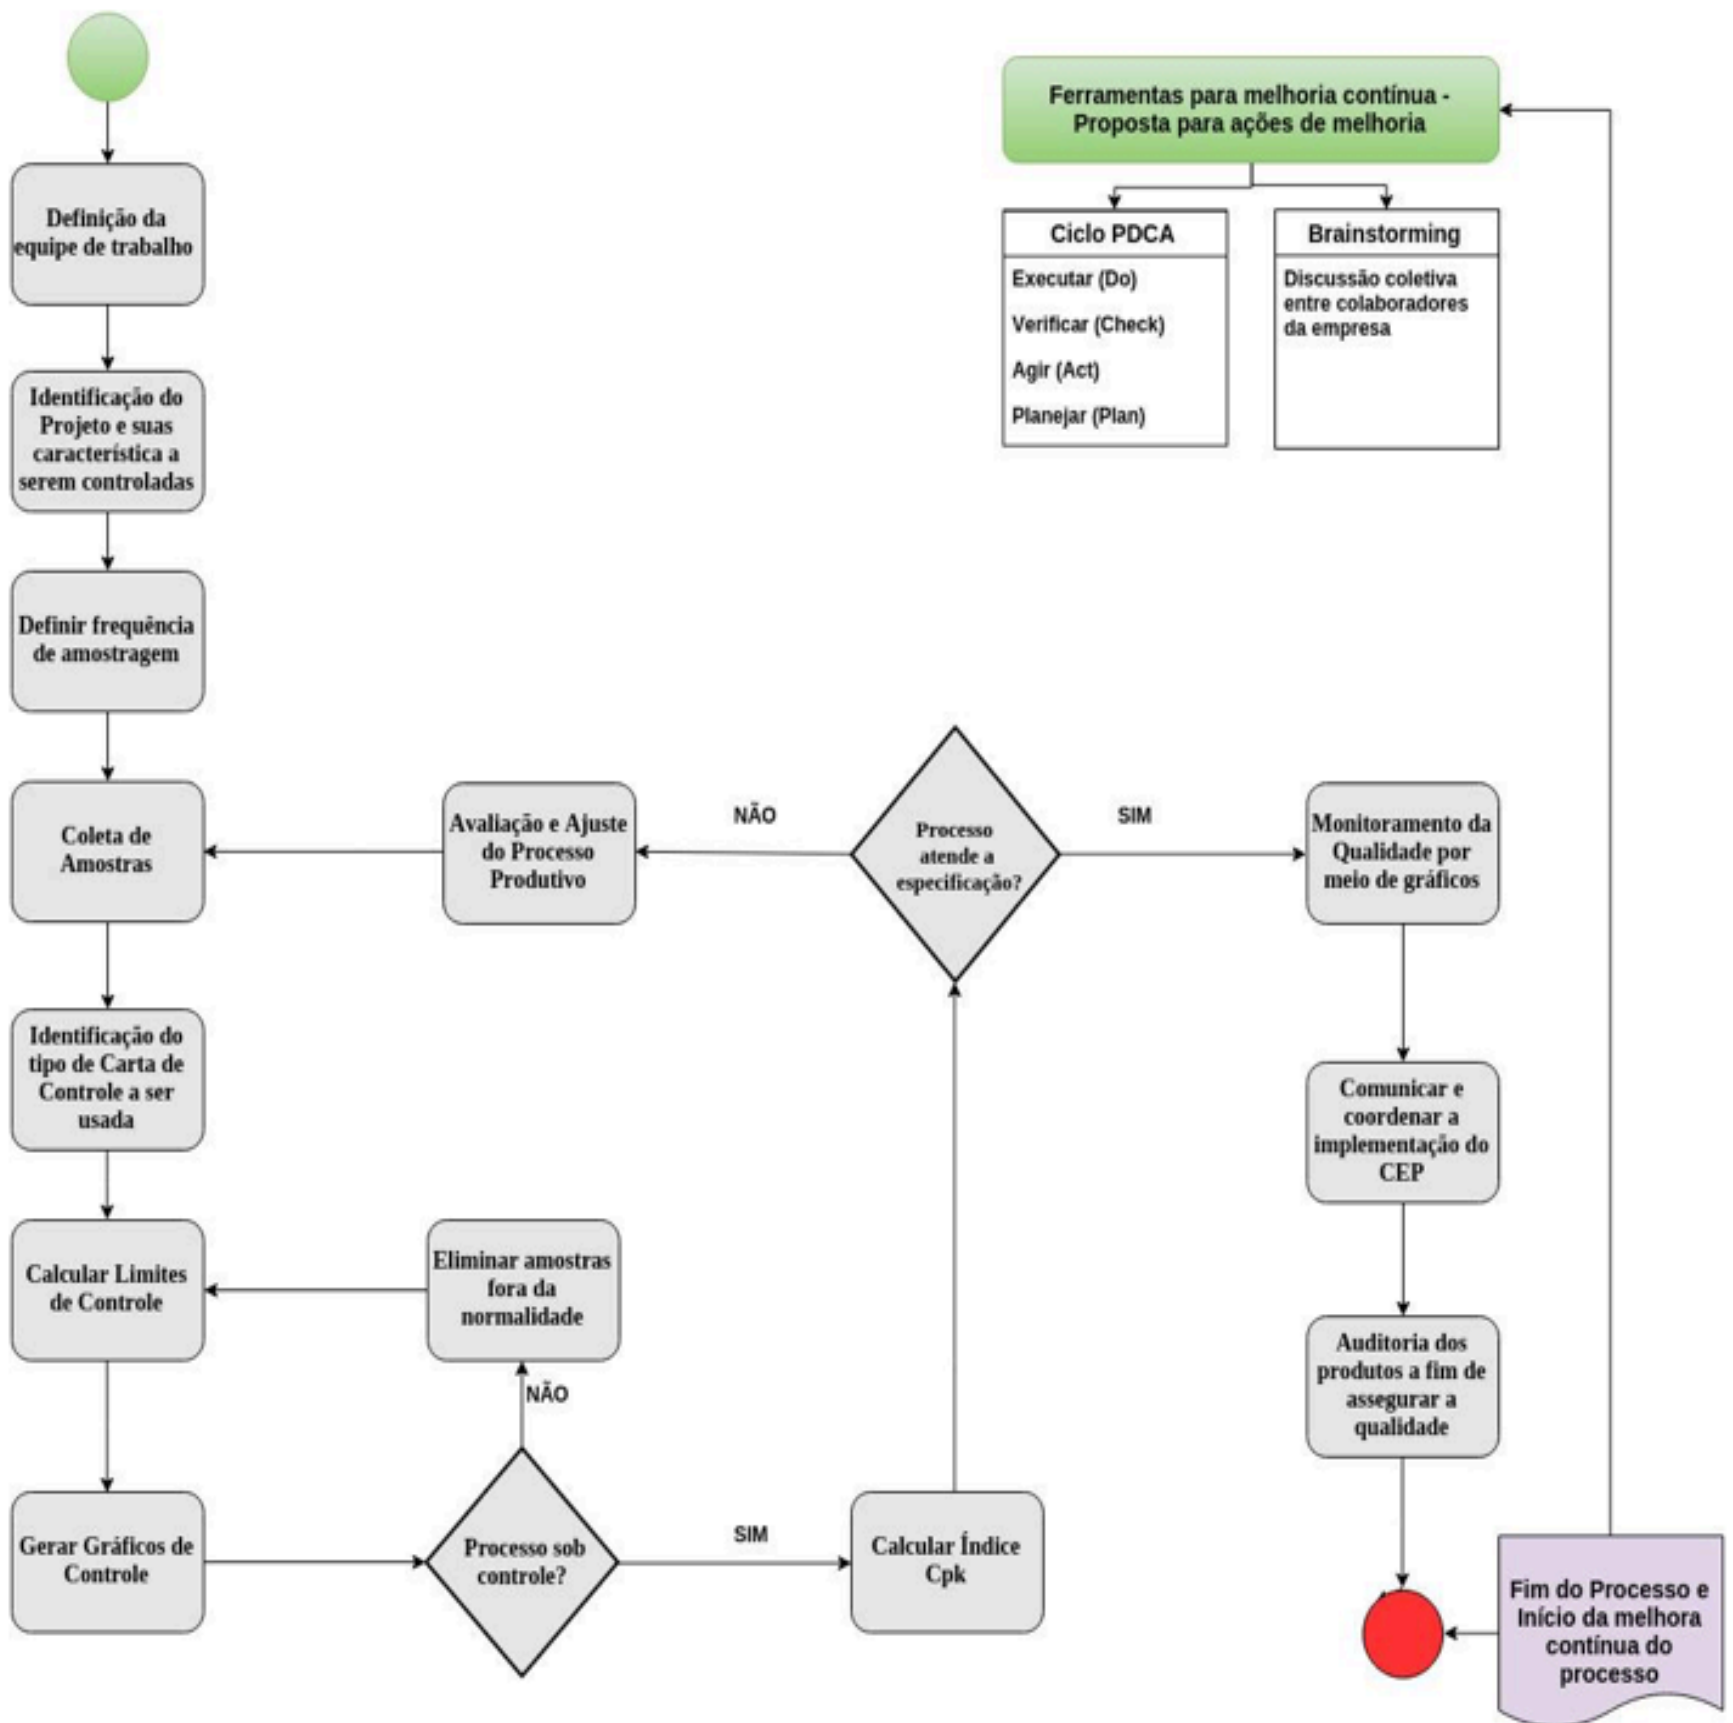 Definição da
equipe de trabalho
Identificação do
Projeto e suas
característica a
serem controladas
Definir frequência
de amostragem
Coleta de
Amostras
Identificação do
tipo de Carta de
Controle a ser
usada
Calcular Limites
de Controle
Gerar Gráficos de
Controle
Processo sob
controle?
NÃO
Eliminar amostras
fora da
normalidade
SIM
Calcular Índice
Cpk
Processo
atende a
especificação?
NÃO
Avaliação e Ajuste
do Processo
Produtivo
SIM
Monitoramento da
Qualidade por
meio de gráficos
Comunicar e
coordenar a
implementação do
CEP
Auditoria dos
produtos a fim de
assegurar a
qualidade
Fim do Processo e
Início da melhora
contínua do
processo
Ferramentas para melhoria contínua -
Proposta para ações de melhoria
Ciclo PDCA
Executar (Do)
Verificar (Check)
Agir (Act)
Planejar (Plan)
Brainstorming
Discussão coletiva
entre colaboradores
da empresa